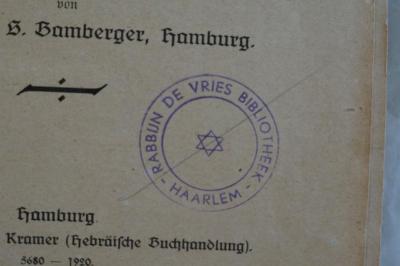 von
S. Bamberger, Hamburg.
RABBIJN DE VRIES BIBLIOTHEEK
- HAARLEM -
Hamburg
Kramer (Hebräische Buchhandlung).
5680 — 1920.